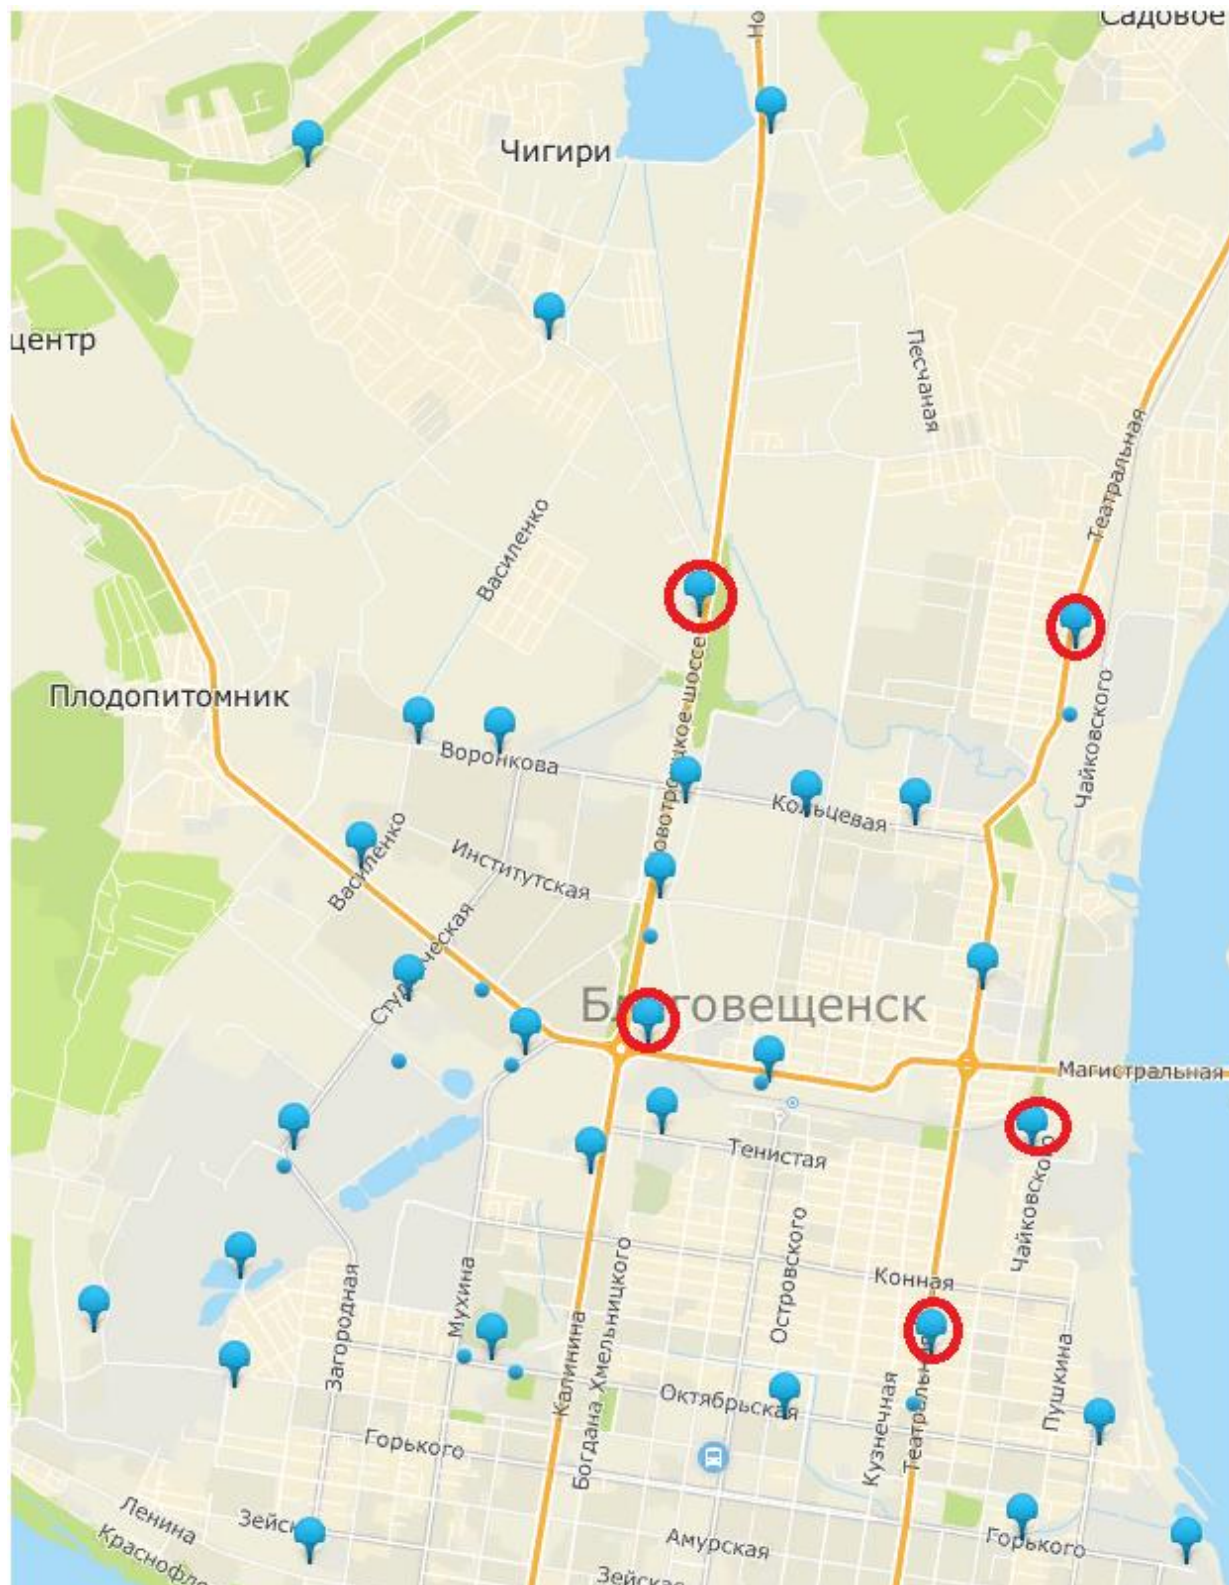 Садовое
Но
Чигири
центр
Песчаная
Театральная
Василенко
Плодопитомник
Чайковского
Воронкова
Кольцевая
Василенко
Институтская
Благовещенск
Магистральная
Тенистая
Чайковского
Островского
Конная
Мухина
Загородная
Калинина
Богдана Хмельницкого
Октябрьская
Пушкина
Кузнечная
Горького
Ленина
Амурская
Горького
Зейская